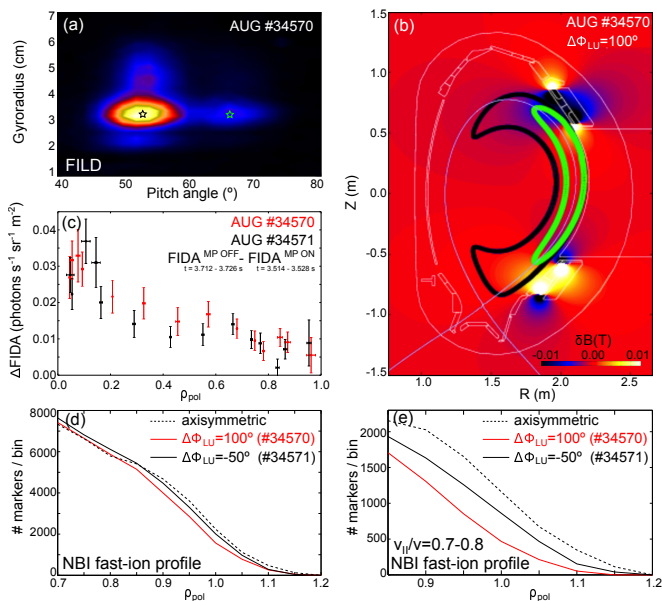 (a)
AUG #34570
Gyroradius (cm)
7
6
5
4
3
2
1
0
FILD
40
50
60
70
80
Pitch angle (º)
(b)
AUG #34570
ΔΦLU=100º
Z (m)
1.5
1.0
0.5
0.0
-0.5
-1.0
-1.5
δB(T)
-0.01
0.00
0.01
1.0
1.5
2.0
2.5
R (m)
(c)
AUG #34570
AUG #34571
FIDA MP OFF - FIDA MP ON
t = 3.712 - 3.726 s t = 3.514 - 3.528 s
ΔFIDA (photons s-1 sr-1 m-2)
0.04
0.03
0.02
0.01
0
0.0
0.2
0.4
0.6
0.8
1.0
ρpol
(d)
axisymmetric
ΔΦLU=100º (#34570)
ΔΦLU=-50º (#34571)
# markers / bin
8000
6000
4000
2000
0
NBI fast-ion profile
0.7
0.8
0.9
1.0
1.1
1.2
ρpol
(e)
axisymmetric
ΔΦLU=100º (#34570)
ΔΦLU=-50º (#34571)
# markers / bin
2000
1500
1000
500
0
vII/v=0.7-0.8
NBI fast-ion profile
0.9
1.0
1.1
1.2
ρpol